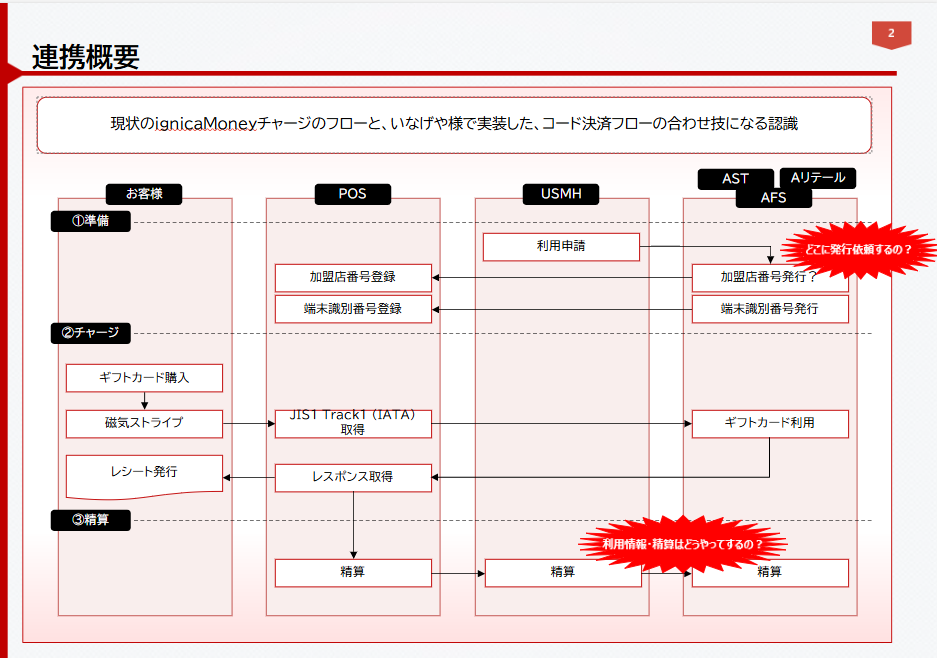 2
連携概要
現状のignicaMoneyチャージのフローと、いなげや様で実装した、コード決済フローの合わせ技になる認識
お客様
POS
USMH
AST
Aリテール
AFS
①準備
利用申請
どこに発行依頼するの？
加盟店番号登録
加盟店番号発行？
端末識別番号登録
端末識別番号発行
②チャージ
ギフトカード購入
磁気ストライプ
JIS1 Track1（IATA）
取得
ギフトカード利用
レシート発行
レスポンス取得
③精算
利用情報・精算はどうやってするの？
精算
精算
精算